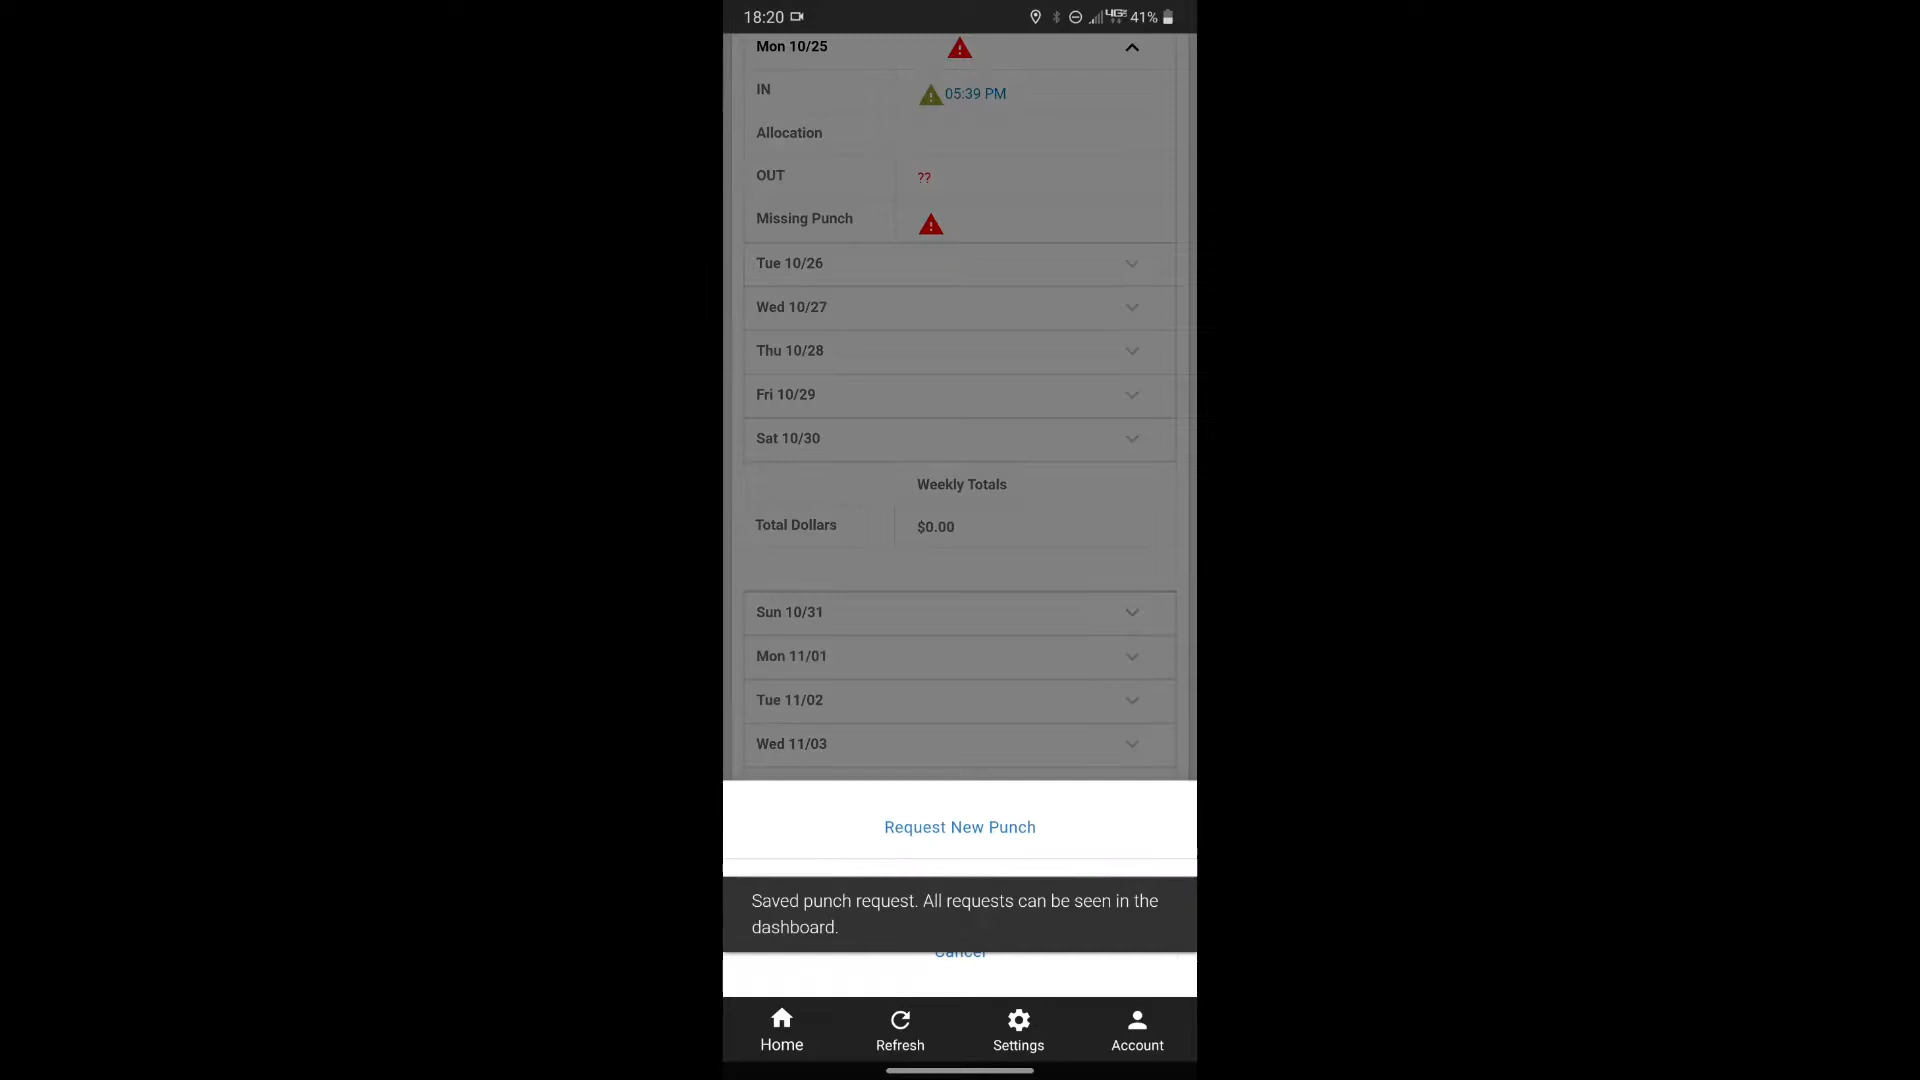 18:20 4G 41%
Mon 10/25
IN 05:39 PM
Allocation
OUT ??
Missing Punch
Tue 10/26
Wed 10/27
Thu 10/28
Fri 10/29
Sat 10/30
Weekly Totals
Total Dollars $0.00
Sun 10/31
Mon 11/01
Tue 11/02
Wed 11/03
Request New Punch
Saved punch request. All requests can be seen in the
dashboard.
Cancel
Home Refresh Settings Account